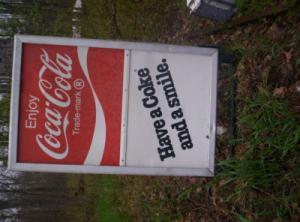 Enjoy
Coca-Cola
Trade-mark ®
Have a Coke
and a smile.